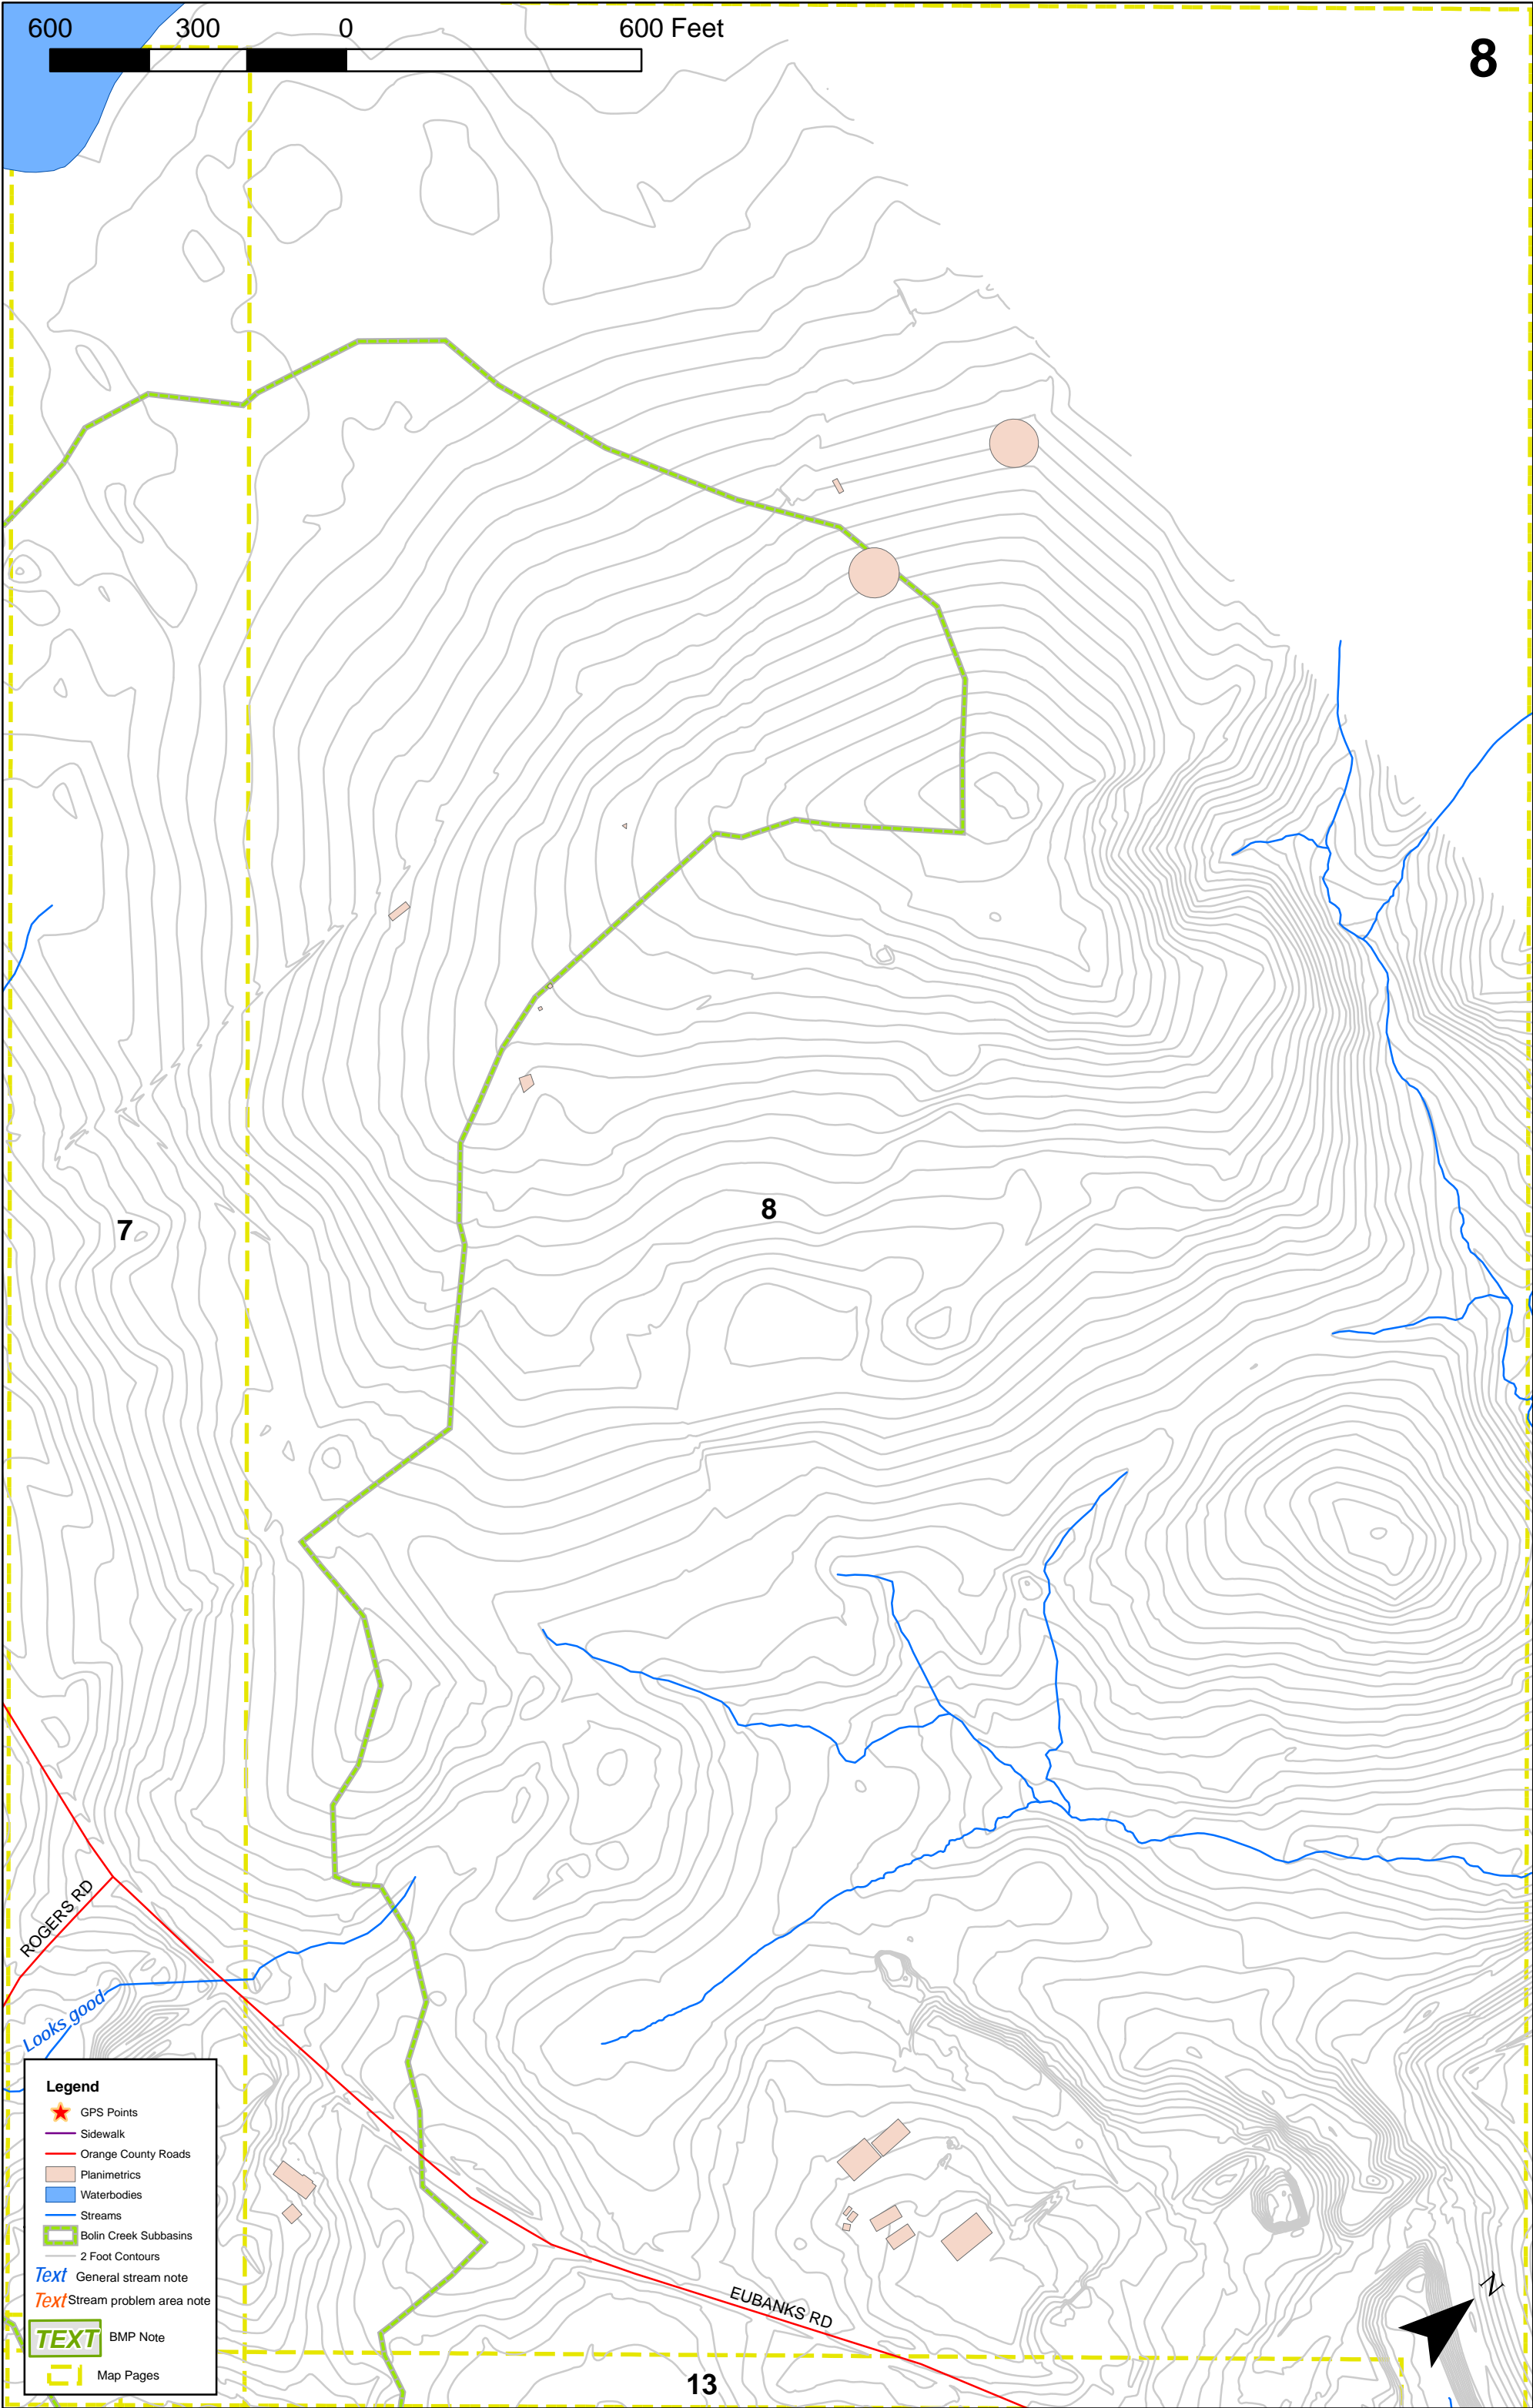 600 300 0 600 Feet
8
7
8
ROGERS RD
Looks good
Legend
GPS Points
Sidewalk
Orange County Roads
Planimetrics
Waterbodies
Streams
Bolin Creek Subbasins
2 Foot Contours
Text General stream note
Text Stream problem area note
TEXT BMP Note
Map Pages
EUBANKS RD
N
13